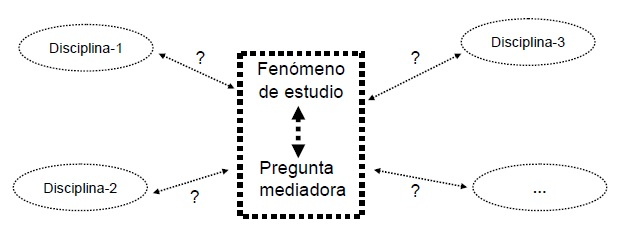 Disciplina-1
?
Fenómeno
de estudio
?
Disciplina-3
Disciplina-2
?
Pregunta
mediadora
?
...